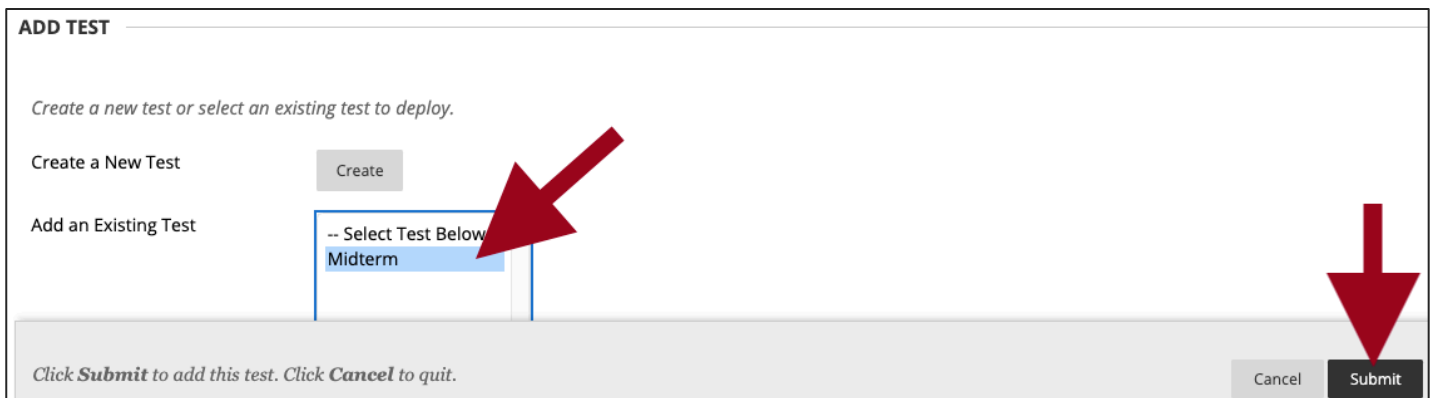 ADD TEST
Create a new test or select an existing test to deploy.
Create a New Test
Create
Add an Existing Test
-- Select Test Below
Midterm
Click Submit to add this test. Click Cancel to quit.
Cancel
Submit